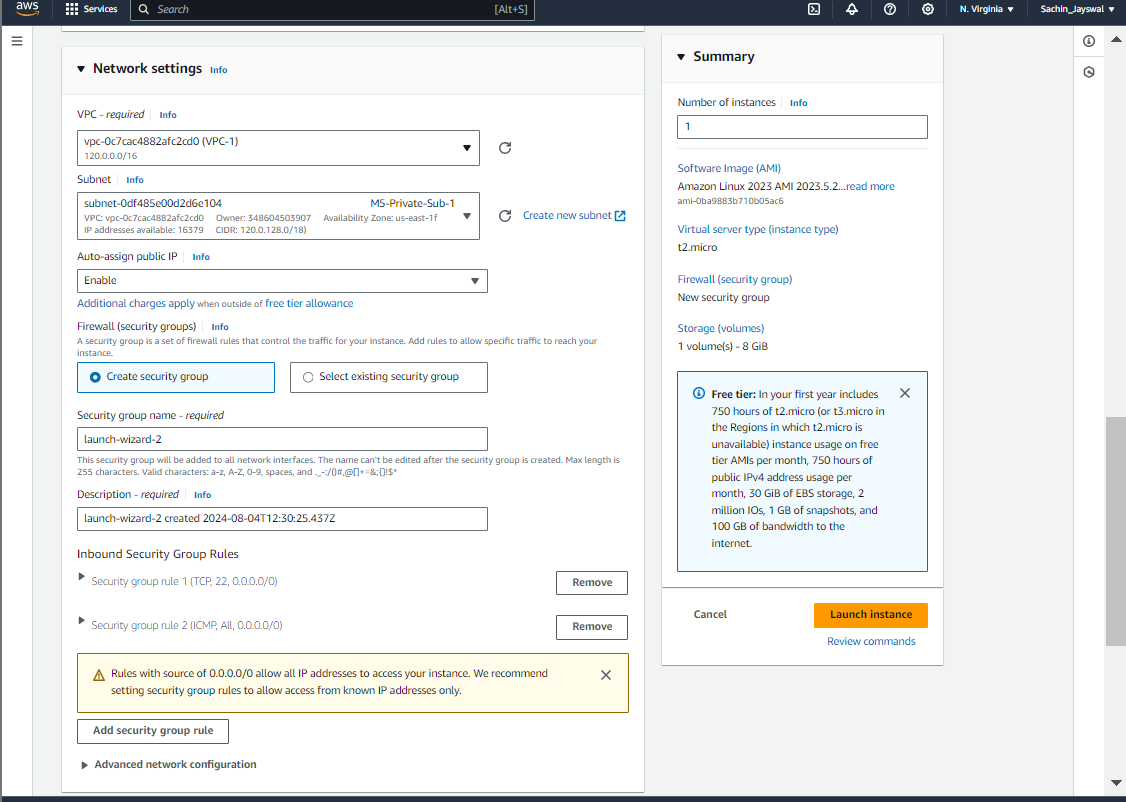 aws
Services
Search
[Alt+S]
N. Virginia
Sachin_Jayswal
Network settings Info
VPC - required Info
vpc-0c7cac4882afc2cd0 (VPC-1)
120.0.0.0/16
Subnet Info
subnet-0df485e00d2d6e104 M5-Private-Sub-1
VPC: vpc-0c7cac4882afc2cd0 Owner: 348604503907 Availability Zone: us-east-1f
IP addresses available: 16379 CIDR: 120.0.128.0/18)
Create new subnet
Auto-assign public IP Info
Enable
Additional charges apply when outside of free tier allowance
Firewall (security groups) Info
A security group is a set of firewall rules that control the traffic for your instance. Add rules to allow specific traffic to reach your
instance.
Create security group
Select existing security group
Security group name - required
launch-wizard-2
This security group will be added to all network interfaces. The name can't be edited after the security group is created. Max length is
255 characters. Valid characters: a-z, A-Z, 0-9, spaces, and ._-:/()#,@[]+=&;{}!$*
Description - required Info
launch-wizard-2 created 2024-08-04T12:30:25.437Z
Inbound Security Group Rules
Security group rule 1 (TCP, 22, 0.0.0.0/0)
Remove
Security group rule 2 (ICMP, All, 0.0.0.0/0)
Remove
Rules with source of 0.0.0.0/0 allow all IP addresses to access your instance. We recommend
setting security group rules to allow access from known IP addresses only.
Add security group rule
Advanced network configuration
Summary
Number of instances Info
1
Software Image (AMI)
Amazon Linux 2023 AMI 2023.5.2...read more
ami-0ba9883b710b05ac6
Virtual server type (instance type)
t2.micro
Firewall (security group)
New security group
Storage (volumes)
1 volume(s) - 8 GiB
Free tier: In your first year includes
750 hours of t2.micro (or t3.micro in
the Regions in which t2.micro is
unavailable) instance usage on free
tier AMIs per month, 750 hours of
public IPv4 address usage per
month, 30 GiB of EBS storage, 2
million IOs, 1 GB of snapshots, and
100 GB of bandwidth to the
internet.
Cancel
Launch instance
Review commands